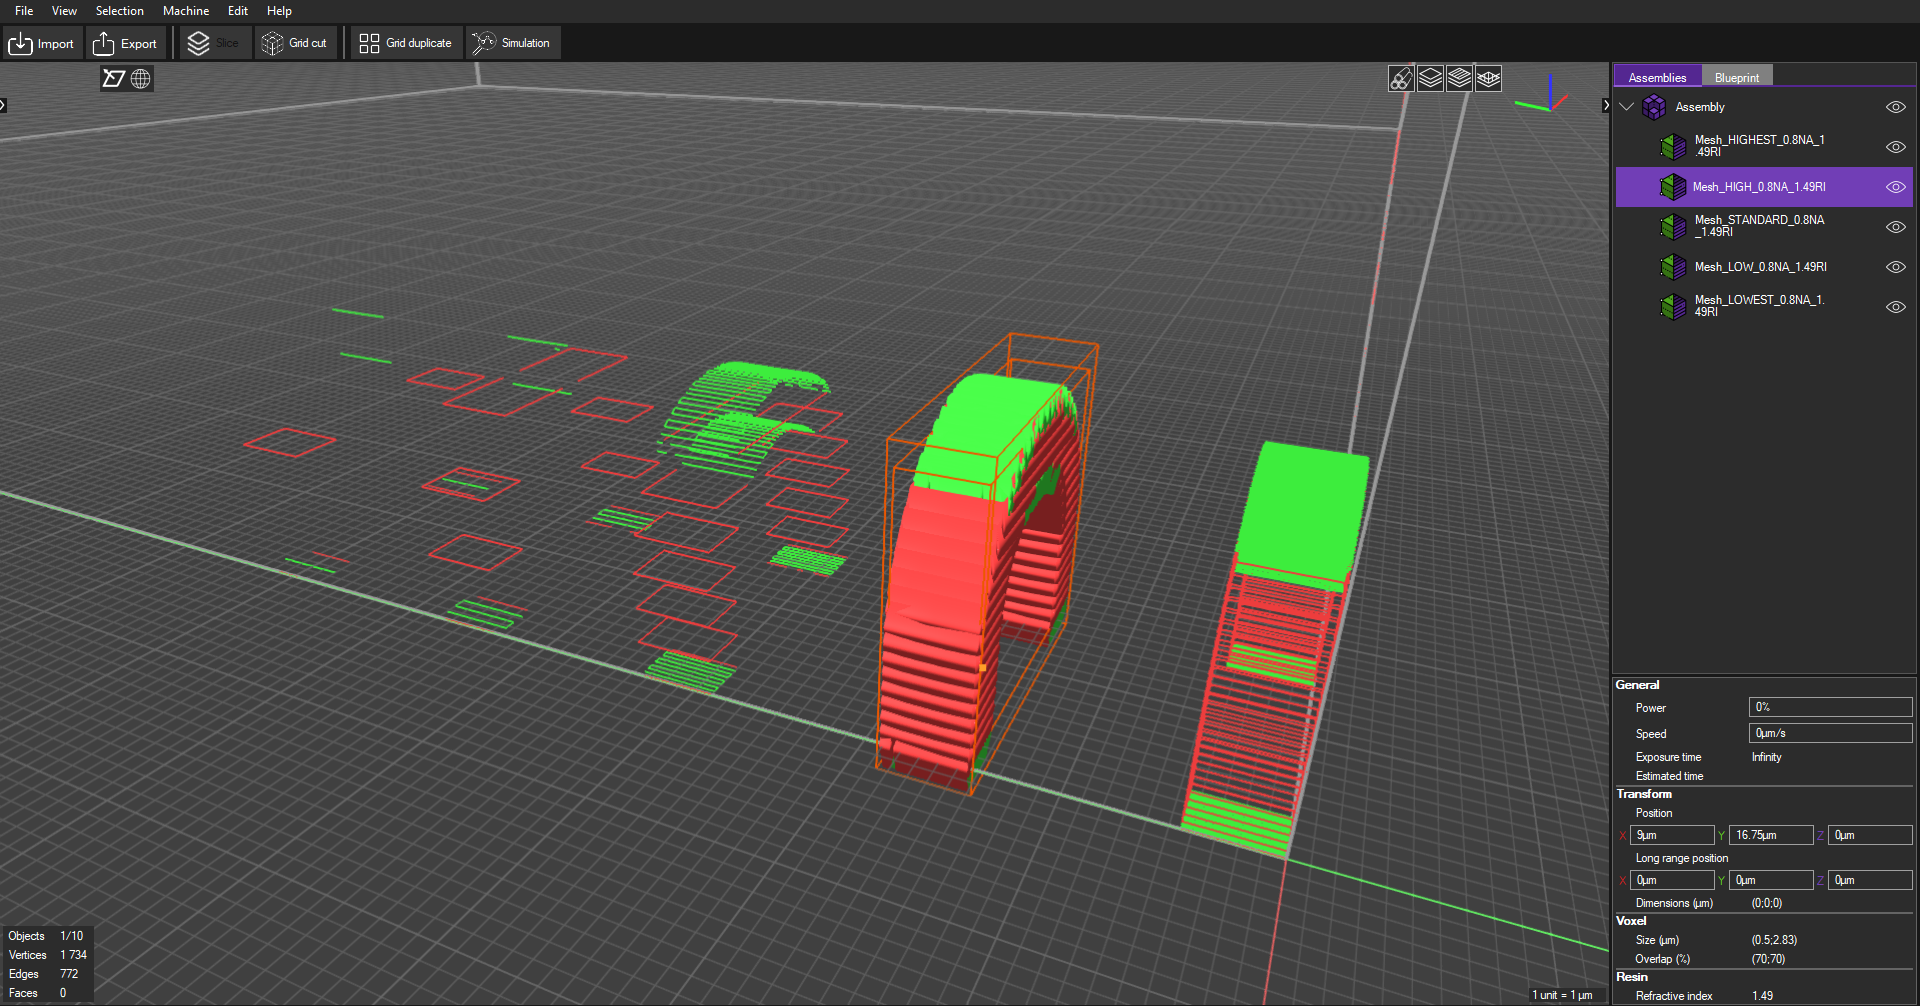 File View Selection Machine Edit Help
Import Export Slice Grid cut Grid duplicate Simulation
Assemblies Blueprint
Assembly
Mesh_HIGHEST_0.8NA_1
.49RI
Mesh_HIGH_0.8NA_1.49RI
Mesh_STANDARD_0.8NA
_1.49RI
Mesh_LOW_0.8NA_1.49RI
Mesh_LOWEST_0.8NA_1.
49RI
General
Power 0%
Speed 0µm/s
Exposure time Infinity
Estimated time
Transform
Position
X 9µm Y 16.75µm Z 0µm
Long range position
X 0µm Y 0µm Z 0µm
Dimensions (µm) (0;0;0)
Voxel
Size (µm) (0.5;2.83)
Overlap (%) (70;70)
Resin
Refractive index 1.49
Objects 1/10
Vertices 1 734
Edges 772
Faces 0
1 unit = 1 µm